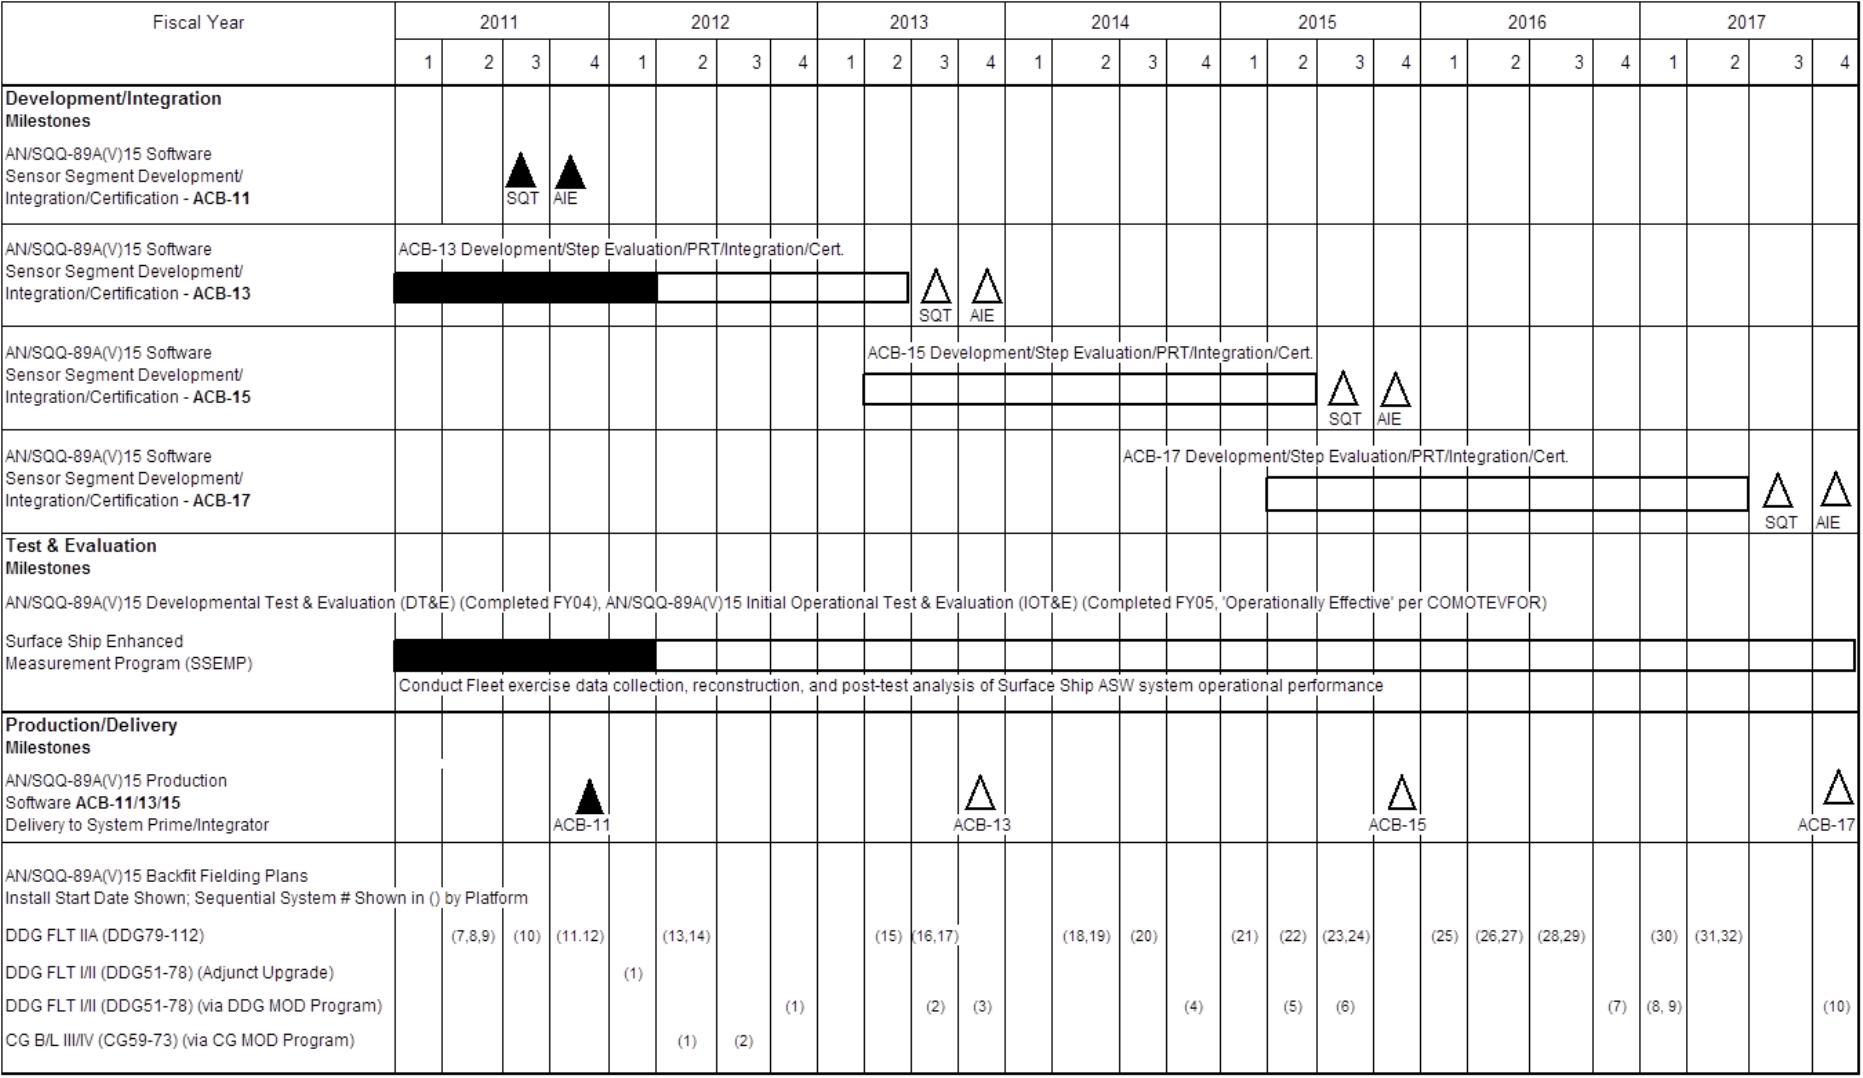 Fiscal Year 2011 2012 2013 2014 2015 2016 2017
1 2 3 4 1 2 3 4 1 2 3 4 1 2 3 4 1 2 3 4 1 2 3 4 1 2 3 4
Development/Integration
Milestones
AN/SQQ-89A(V)15 Software
Sensor Segment Development/
Integration/Certification - ACB-11
SQT AIE
AN/SQQ-89A(V)15 Software
Sensor Segment Development/
Integration/Certification - ACB-13
ACB-13 Development/Step Evaluation/PRT/Integration/Cert.
SQT AIE
AN/SQQ-89A(V)15 Software
Sensor Segment Development/
Integration/Certification - ACB-15
ACB-15 Development/Step Evaluation/PRT/Integration/Cert.
SQT AIE
AN/SQQ-89A(V)15 Software
Sensor Segment Development/
Integration/Certification - ACB-17
ACB-17 Development/Step Evaluation/PRT/Integration/Cert.
SQT AIE
Test & Evaluation
Milestones
AN/SQQ-89A(V)15 Developmental Test & Evaluation (DT&E) (Completed FY04), AN/SQQ-89A(V)15 Initial Operational Test & Evaluation (IOT&E) (Completed FY05, 'Operationally Effective' per COMOTEVFOR)
Surface Ship Enhanced
Measurement Program (SSEMP)
Conduct Fleet exercise data collection, reconstruction, and post-test analysis of Surface Ship ASW system operational performance
Production/Delivery
Milestones
AN/SQQ-89A(V)15 Production
Software ACB-11/13/15
Delivery to System Prime/Integrator
ACB-11 ACB-13 ACB-15 ACB-17
AN/SQQ-89A(V)15 Backfit Fielding Plans
Install Start Date Shown; Sequential System # Shown in () by Platform
DDG FLT IIA (DDG79-112) (7,8,9) (10) (11.12) (13,14) (15) (16,17) (18,19) (20) (21) (22) (23,24) (25) (26,27) (28,29) (30) (31,32)
DDG FLT I/II (DDG51-78) (Adjunct Upgrade) (1)
DDG FLT I/II (DDG51-78) (via DDG MOD Program) (1) (2) (3) (4) (5) (6) (7) (8, 9) (10)
CG B/L III/IV (CG59-73) (via CG MOD Program) (1) (2)